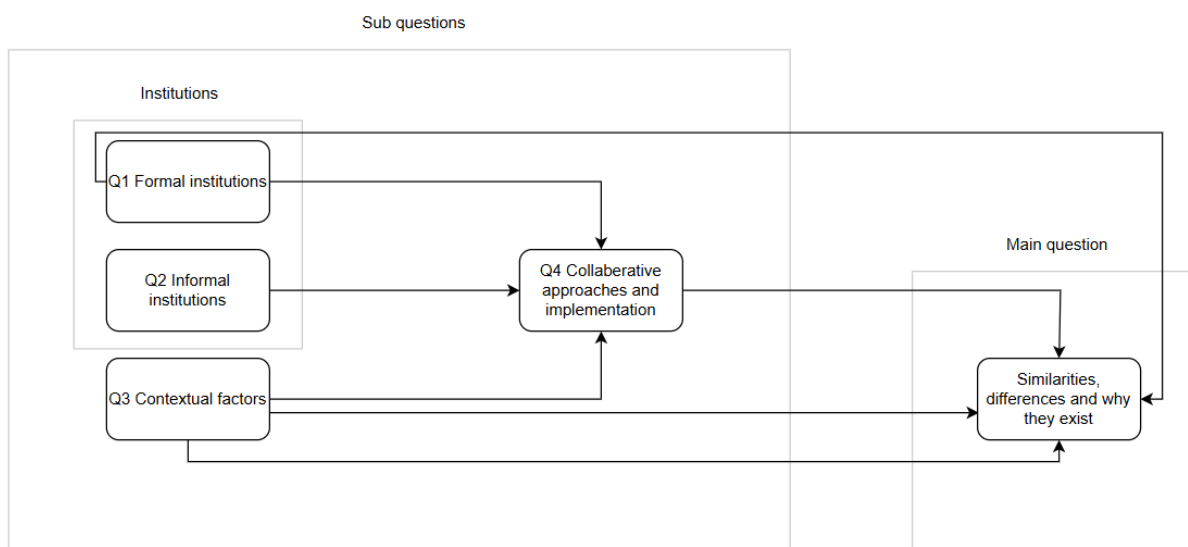 Sub questions
Institutions
Q1 Formal institutions
Q2 Informal
institutions
Q3 Contextual factors
Q4 Collaberative
approaches and
implementation
Main question
Similarities,
differences and why
they exist